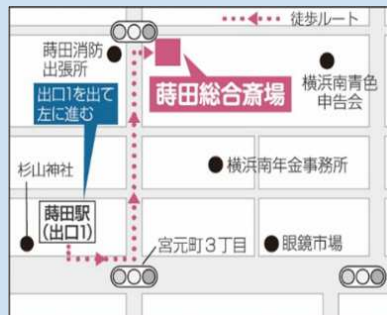 徒歩ルート
蒔田消防
出張所
蒔田総合斎場
横浜南青色
申告会
出口1を出て
左に進む
横浜南年金事務所
杉山神社
蒔田駅
(出口1)
宮元町3丁目
眼鏡市場